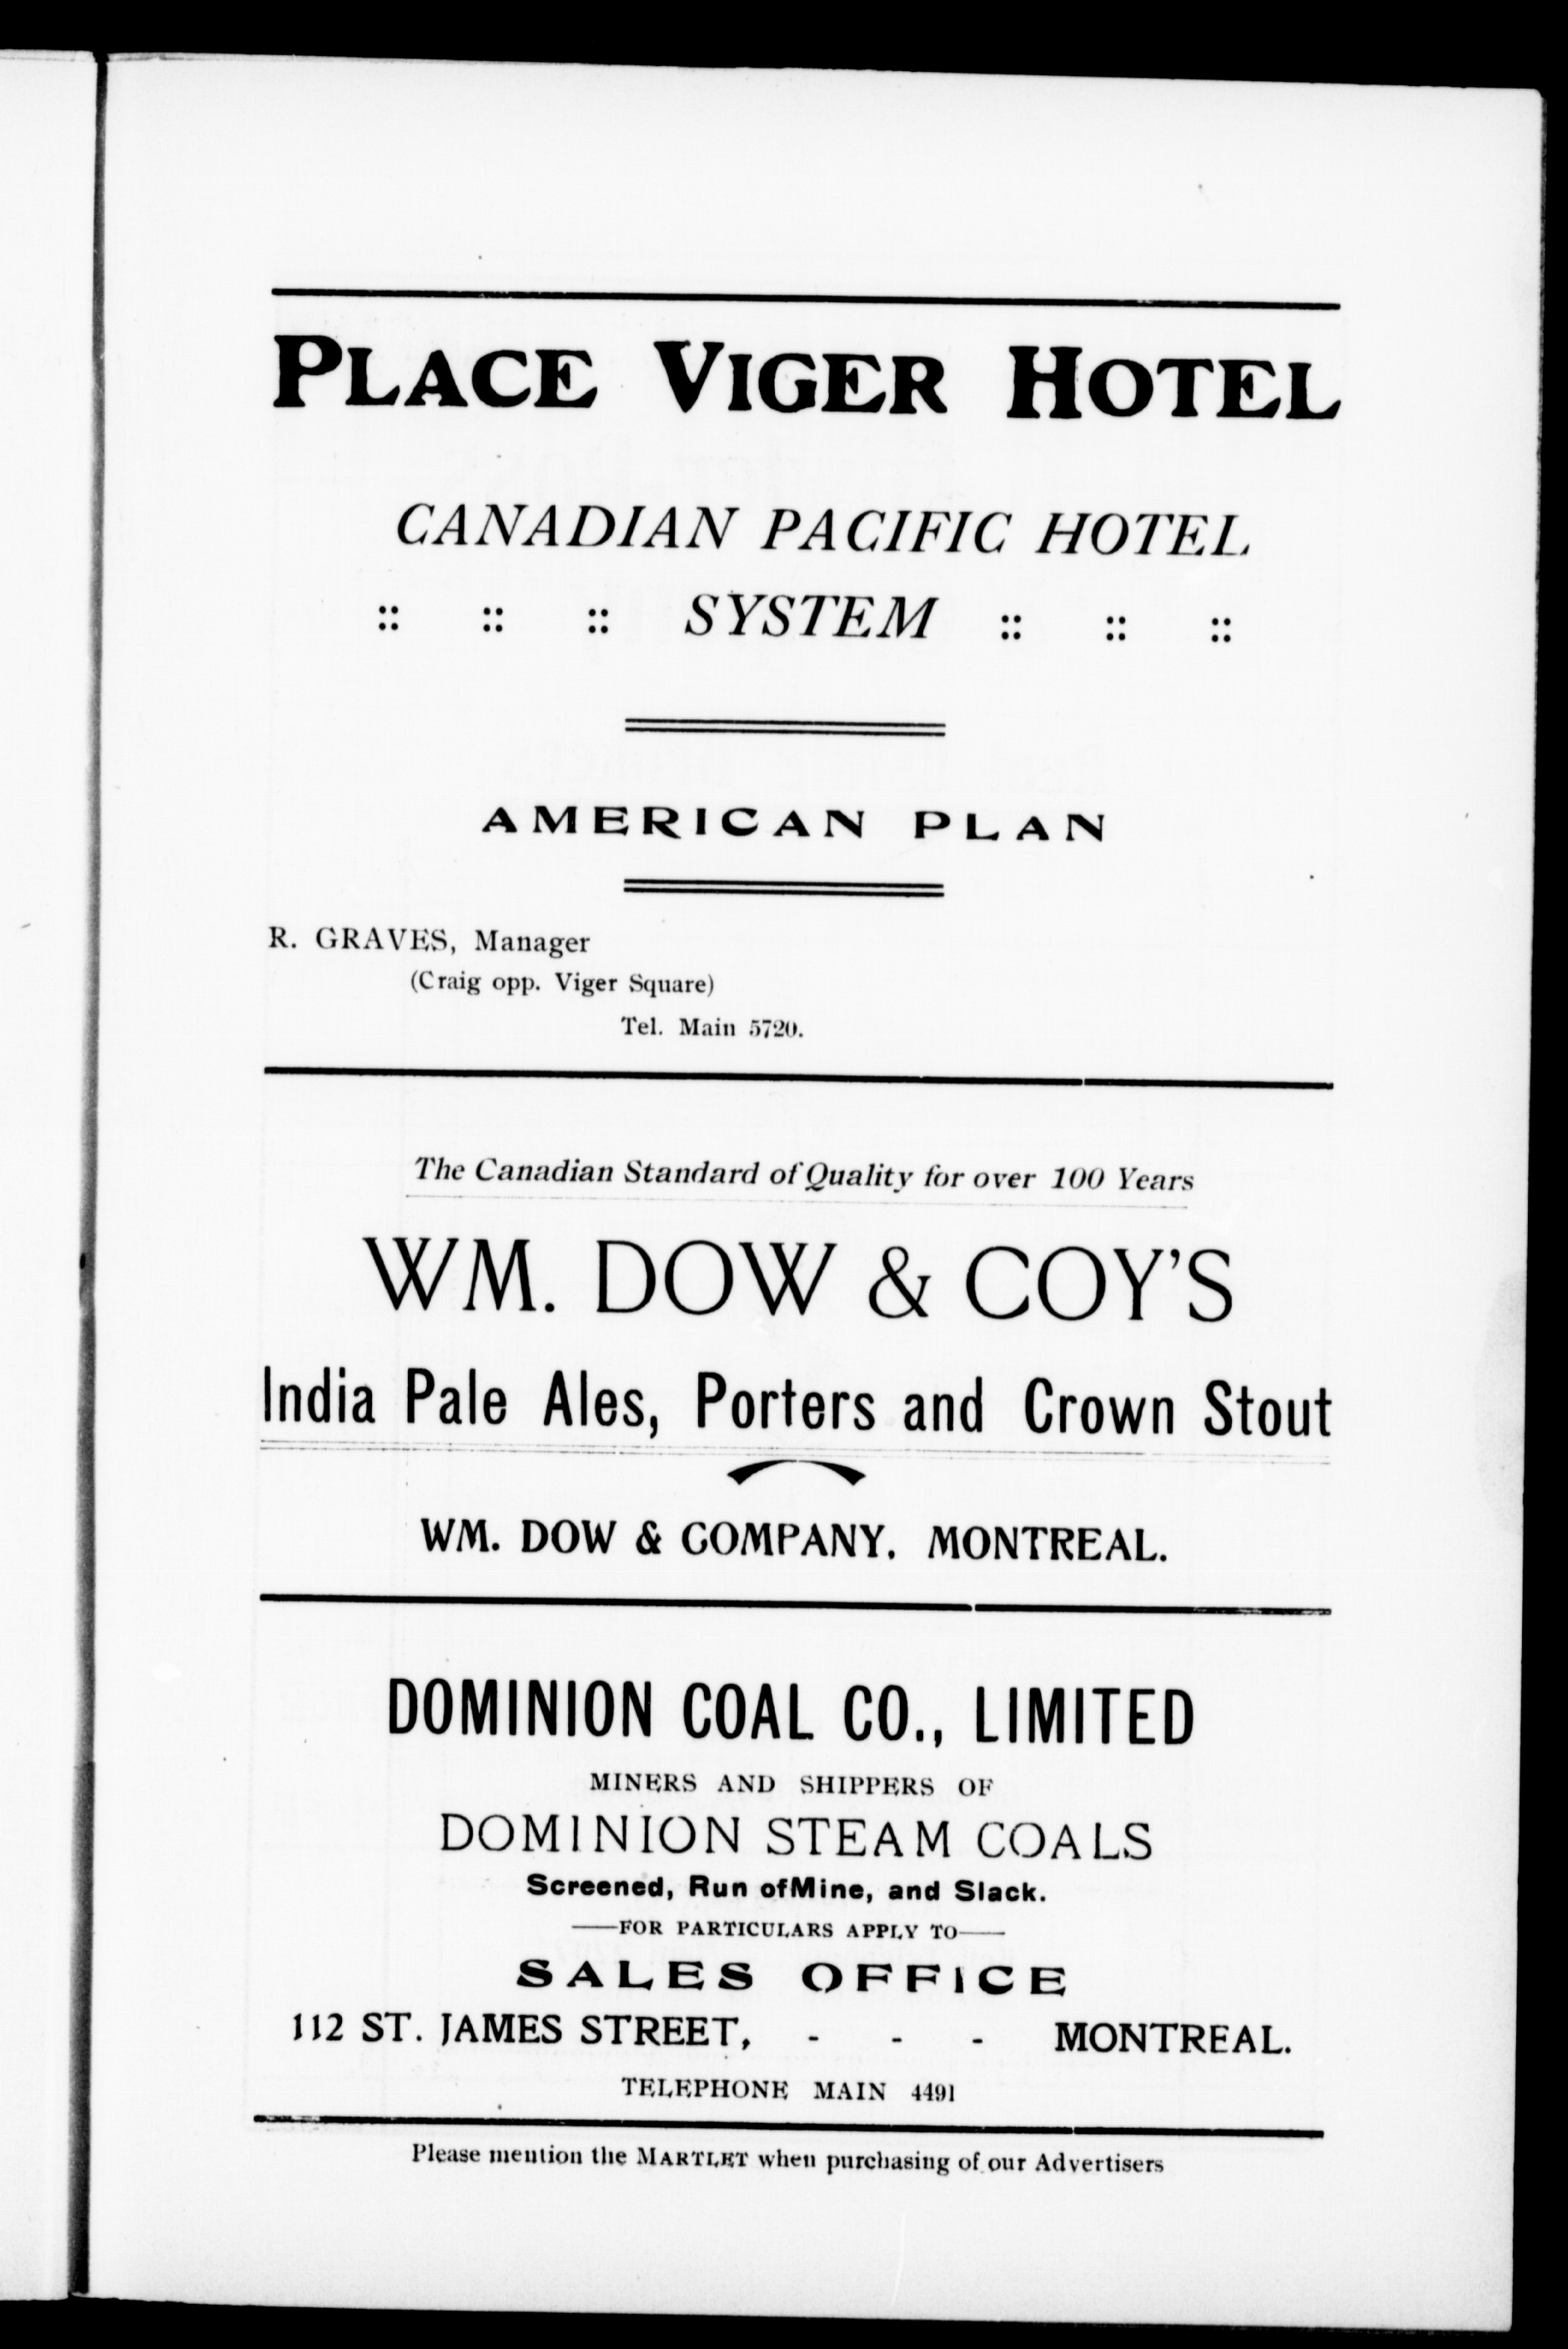 PLACE VIGER HOTEL
CANADIAN PACIFIC HOTEL
:: :: :: SYSTEM :: :: ::
AMERICAN PLAN
R. GRAVES, Manager
(Craig opp. Viger Square)
Tel. Main 5720.
The Canadian Standard of Quality for over 100 Years
WM. DOW & COY'S
India Pale Ales, Porters and Crown Stout
WM. DOW & COMPANY. MONTREAL.
DOMINION COAL CO., LIMITED
MINERS AND SHIPPERS OF
DOMINION STEAM COALS
Screened, Run ofMine, and Slack.
——FOR PARTICULARS APPLY TO——
SALES OFFICE
112 ST. JAMES STREET, - - - MONTREAL.
TELEPHONE MAIN 4491
Please mention the MARTLET when purchasing of our Advertisers